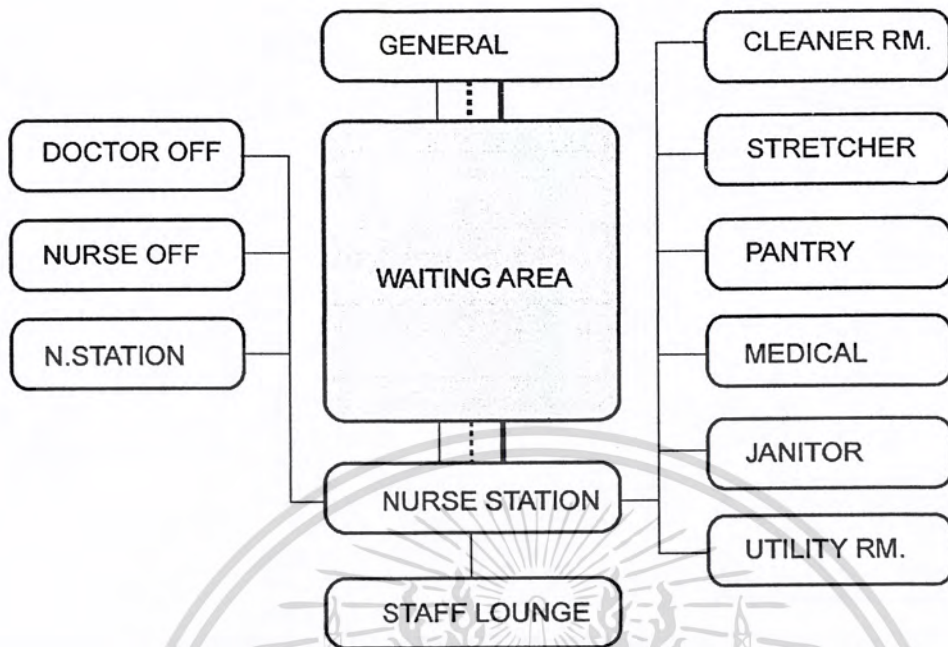 GENERAL
CLEANER RM.
DOCTOR OFF
STRETCHER
NURSE OFF
WAITING AREA
PANTRY
N.STATION
MEDICAL
JANITOR
NURSE STATION
UTILITY RM.
STAFF LOUNGE